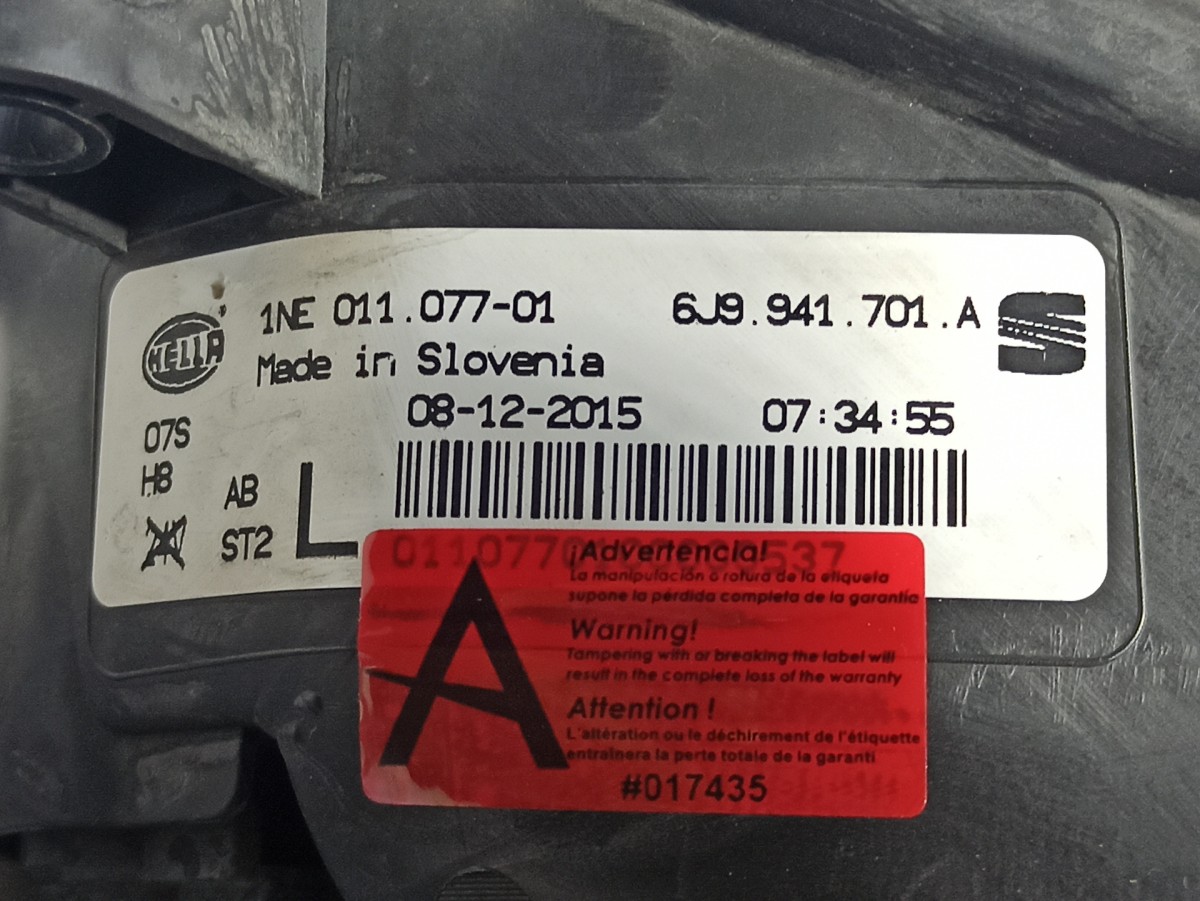 1NE 011.077-01 6J9.941.701.A
HELLA
Made in Slovenia
08-12-2015 07:34:55
07S
H8
AB
ST2
L
¡Advertencia!
La manipulación o rotura de la etiqueta
supone la pérdida completa de la garantía
Warning!
Tampering with or breaking the label will
result in the complete loss of the warranty
Attention !
L'altération ou le déchirement de l'étiquette
entraînera la perte totale de la garanti
#017435
A
S